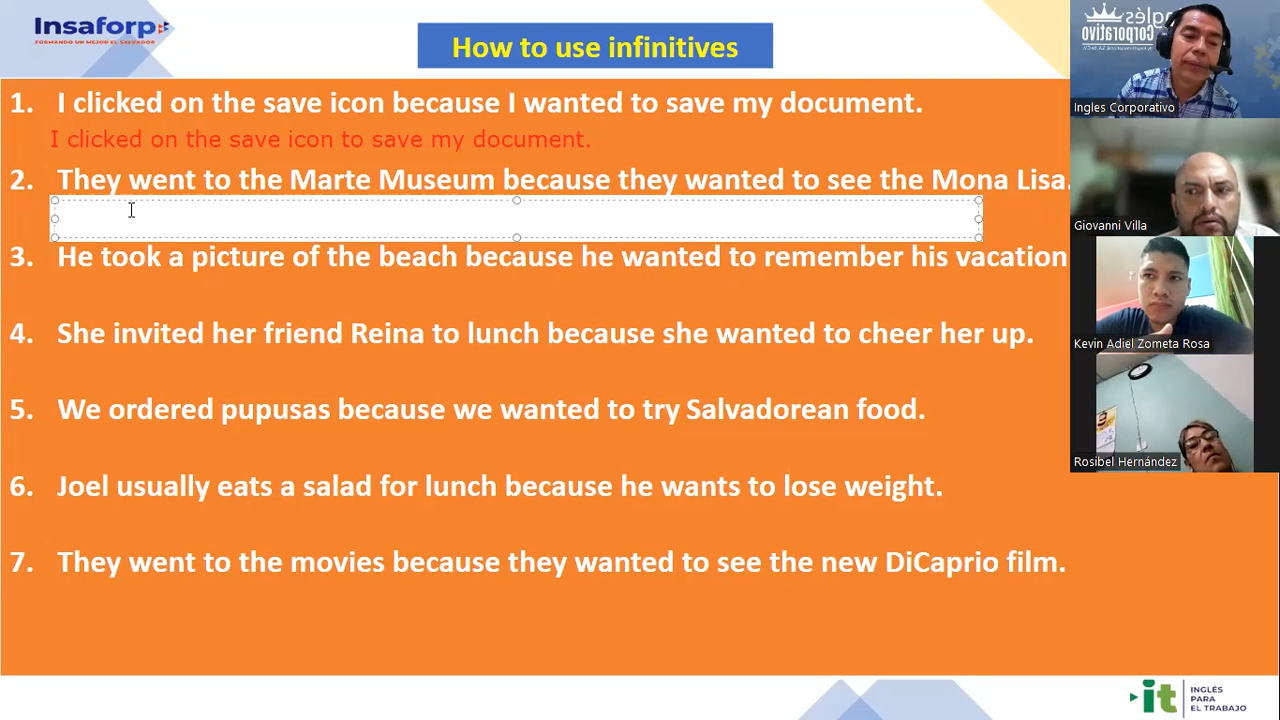 Insaforp
FORMANDO UN MEJOR EL SALVADOR
How to use infinitives
1. I clicked on the save icon because I wanted to save my document.
I clicked on the save icon to save my document.
2. They went to the Marte Museum because they wanted to see the Mona Lisa.
3. He took a picture of the beach because he wanted to remember his vacation
4. She invited her friend Reina to lunch because she wanted to cheer her up.
5. We ordered pupusas because we wanted to try Salvadorean food.
6. Joel usually eats a salad for lunch because he wants to lose weight.
7. They went to the movies because they wanted to see the new DiCaprio film.
Inglés
Corporativo
Ingles Corporativo
Giovanni Villa
Kevin Adiel Zometa Rosa
Rosibel Hernández
it
INGLÉS
PARA
EL TRABAJO